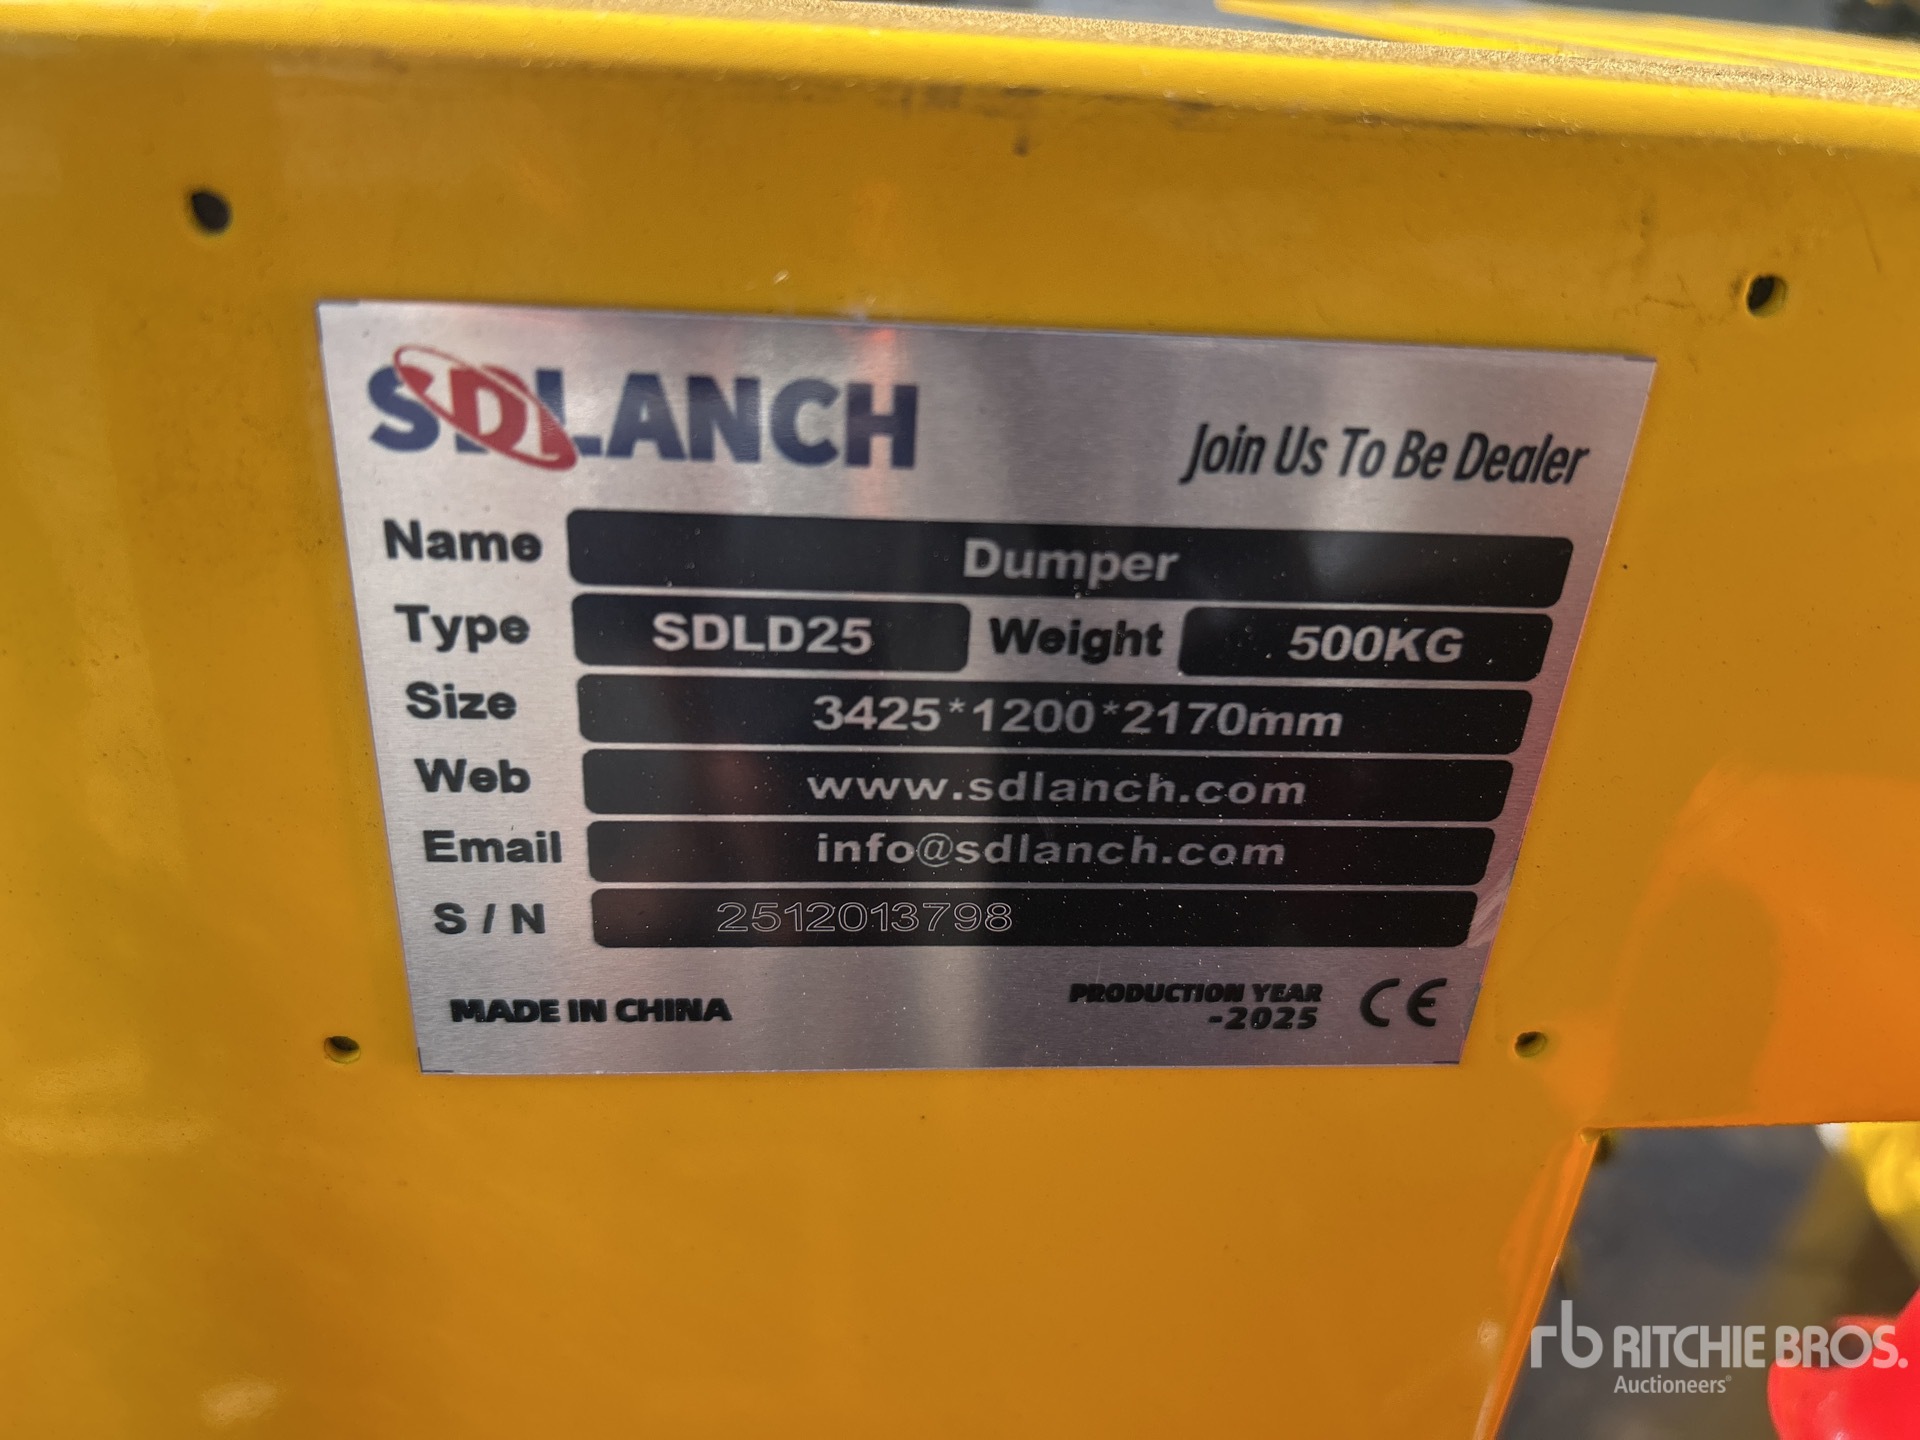 SDLANCH
Join Us To Be Dealer
Name Dumper
Type SDLD25 Weight 500KG
Size 3425*1200*2170mm
Web www.sdlanch.com
Email info@sdlanch.com
S / N 2512013798
MADE IN CHINA
PRODUCTION YEAR
-2025
CE
rb RITCHIE BROS.
Auctioneers